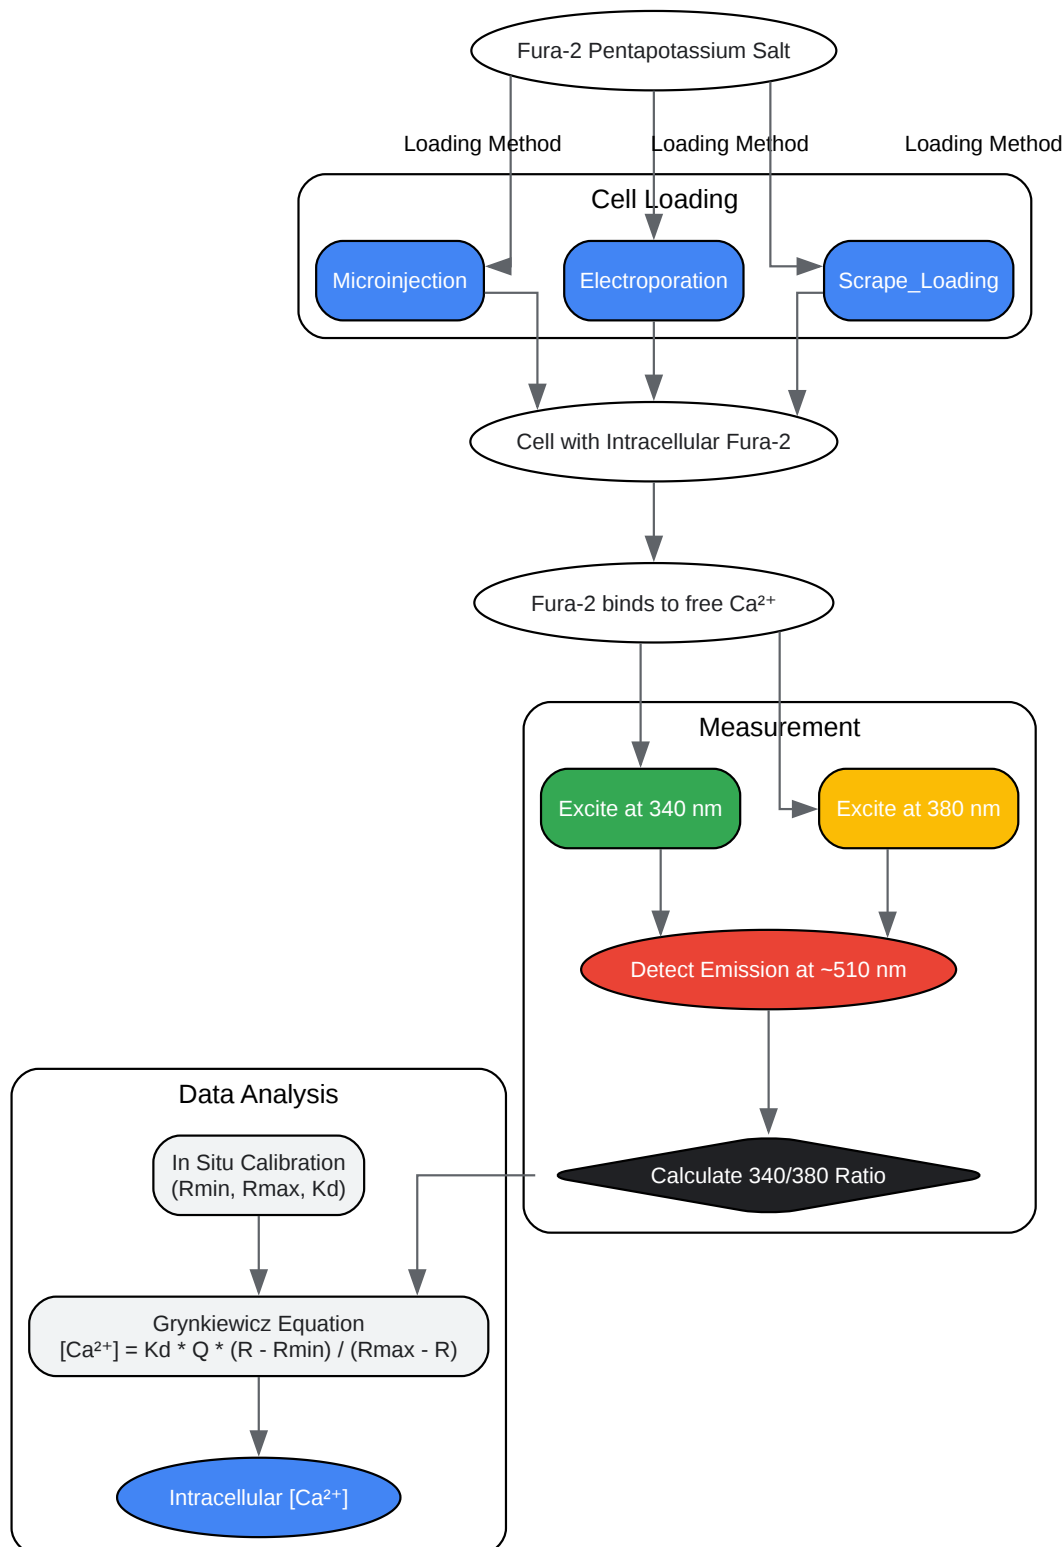 Fura-2 Pentapotassium Salt
Loading Method
Loading Method
Loading Method
Cell Loading
Microinjection
Electroporation
Scrape_Loading
Cell with Intracellular Fura-2
Fura-2 binds to free Ca²⁺
Measurement
Excite at 340 nm
Excite at 380 nm
Detect Emission at ~510 nm
Calculate 340/380 Ratio
Data Analysis
In Situ Calibration
(Rmin, Rmax, Kd)
Grynkiewicz Equation
[Ca²⁺] = Kd * Q * (R - Rmin) / (Rmax - R)
Intracellular [Ca²⁺]